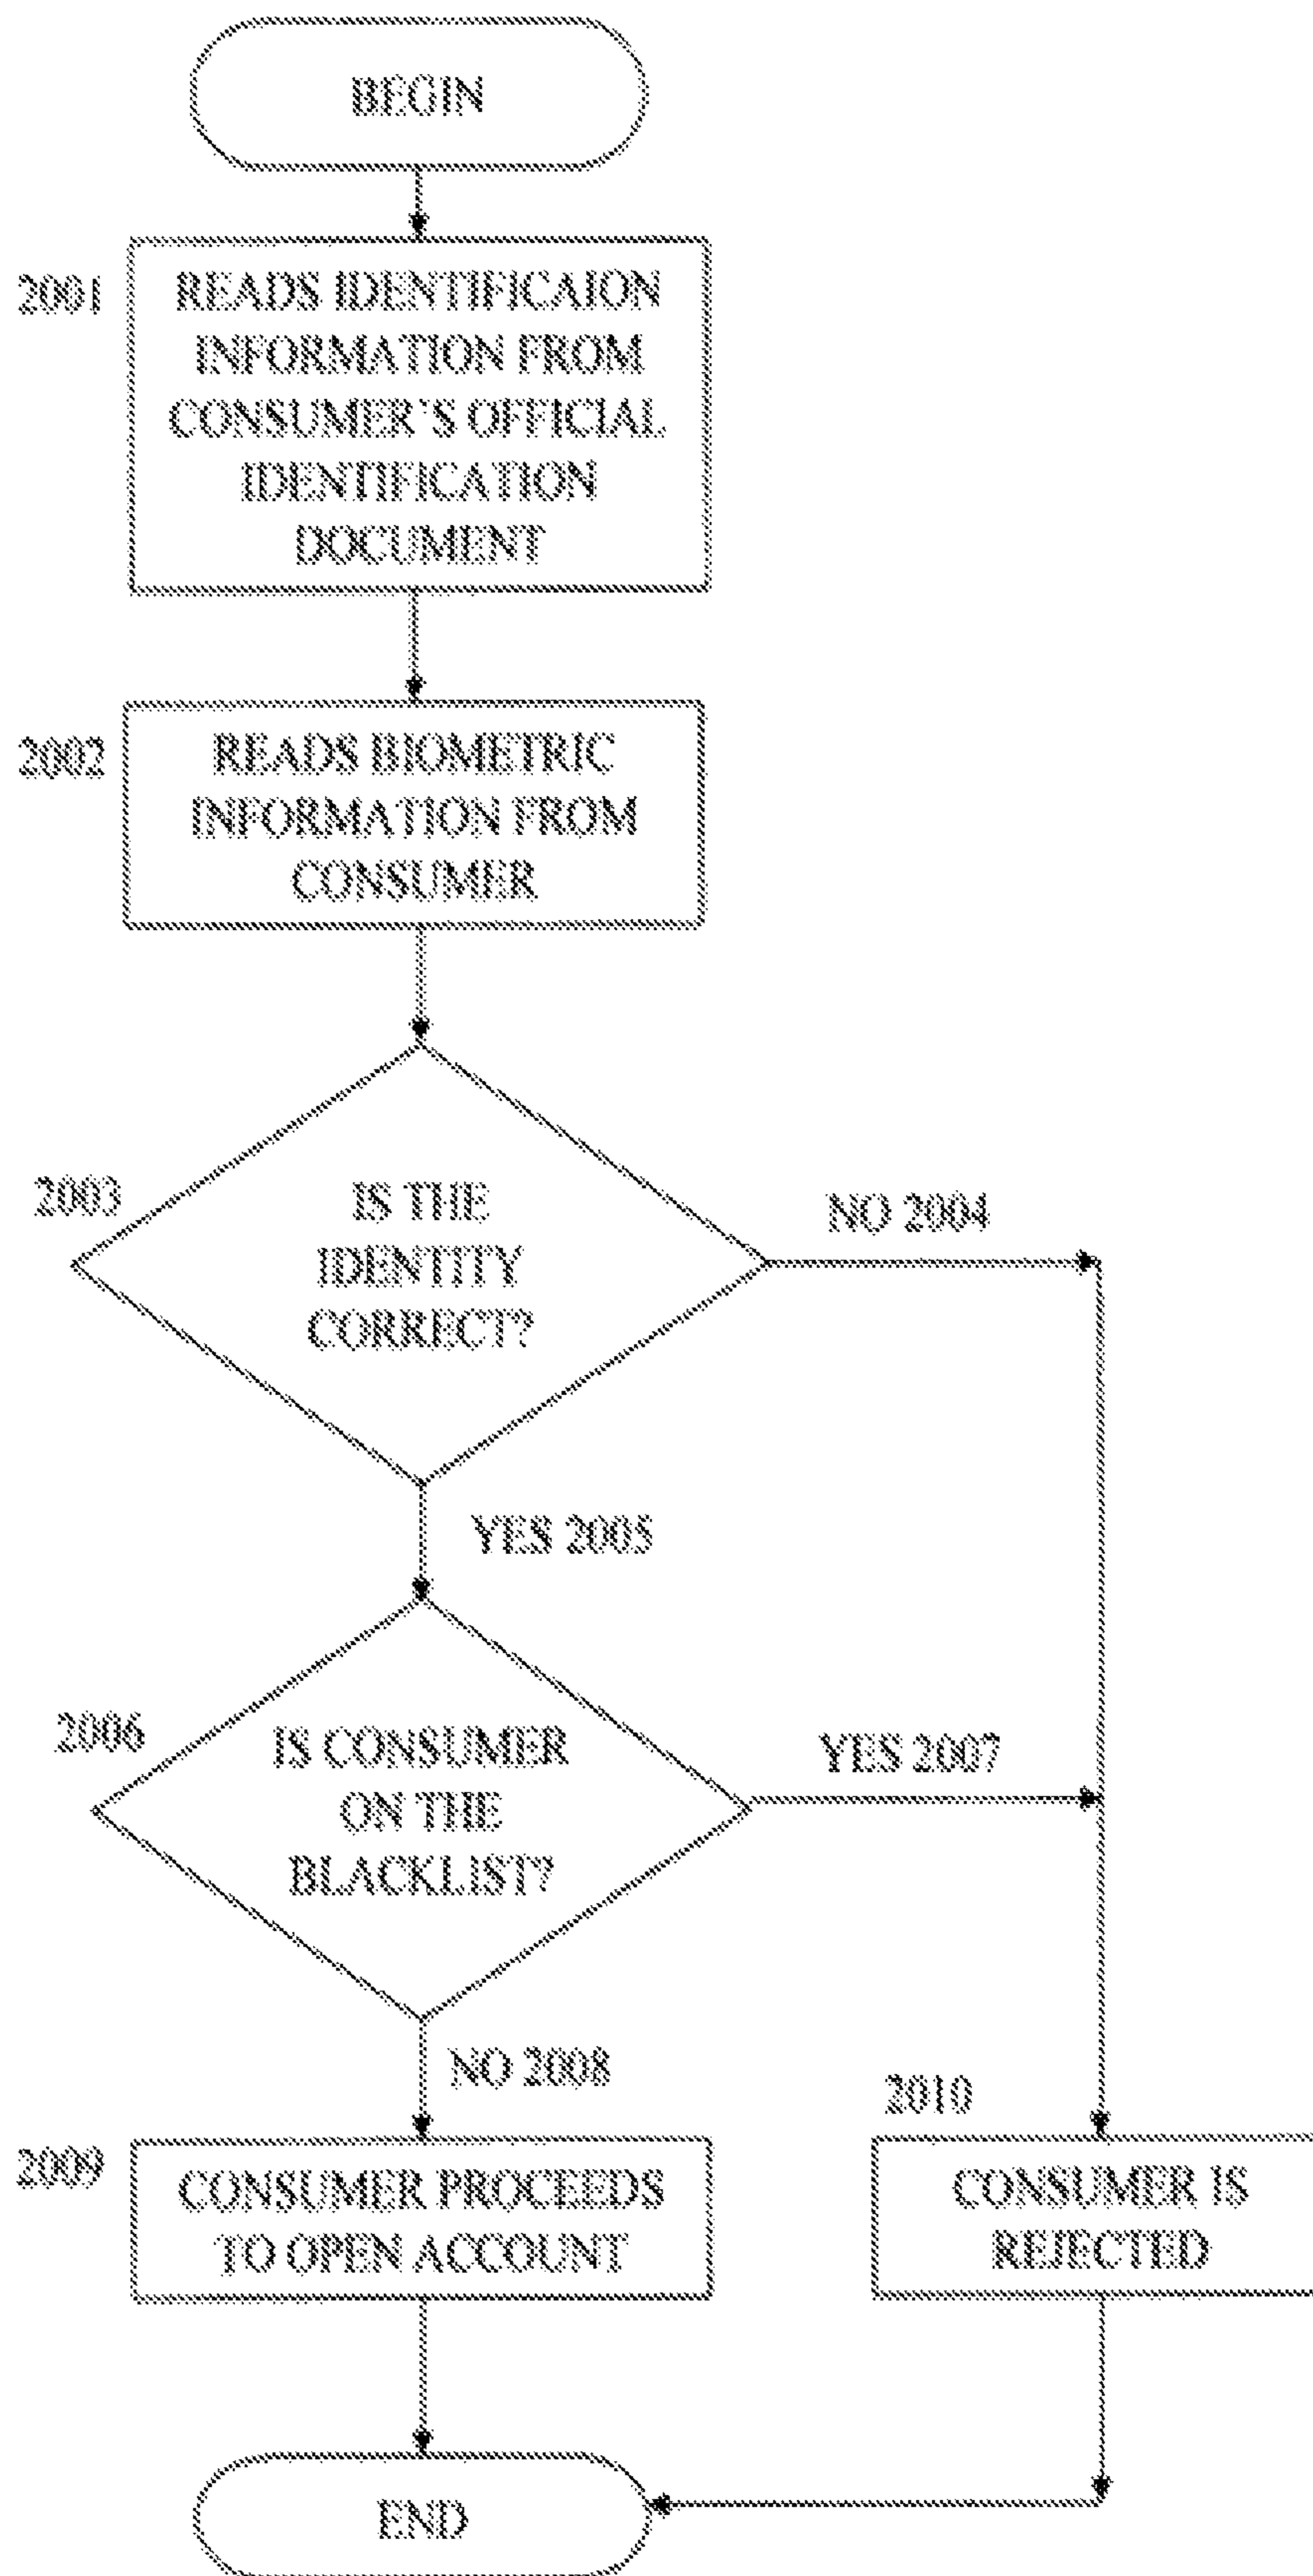 BEGIN
2001
READS IDENTIFICAION
INFORMATION FROM
CONSUMER'S OFFICIAL
IDENTIFICATION
DOCUMENT
2002
READS BIOMETRIC
INFORMATION FROM
CONSUMER
2003
IS THE
IDENTITY
CORRECT?
NO 2004
YES 2005
2006
IS CONSUMER
ON THE
BLACKLIST?
YES 2007
NO 2008
2009
CONSUMER PROCEEDS
TO OPEN ACCOUNT
2010
CONSUMER IS
REJECTED
END